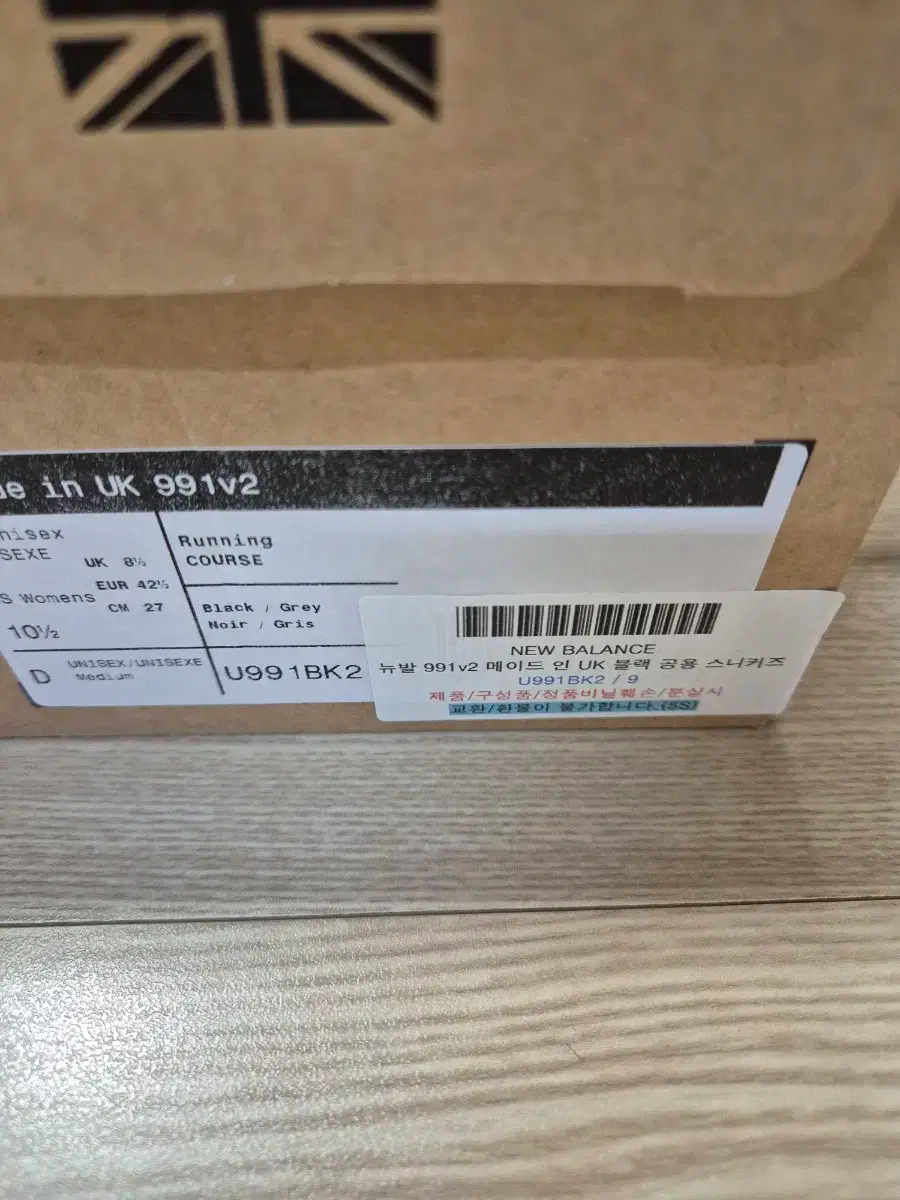 de in UK 991v2
nisex
SEXE
UK 8½
EUR 42½
S Womens
CM 27
10½
D
UNISEX/UNISEXE
Medium
Running
COURSE
Black / Grey
Noir / Gris
U991BK2
NEW BALANCE
뉴발 991v2 메이드 인 UK 블랙 공용 스니커즈
U991BK2 / 9
제품/구성품/정품비닐훼손/분실시
교환/환불이 불가합니다.{5S}